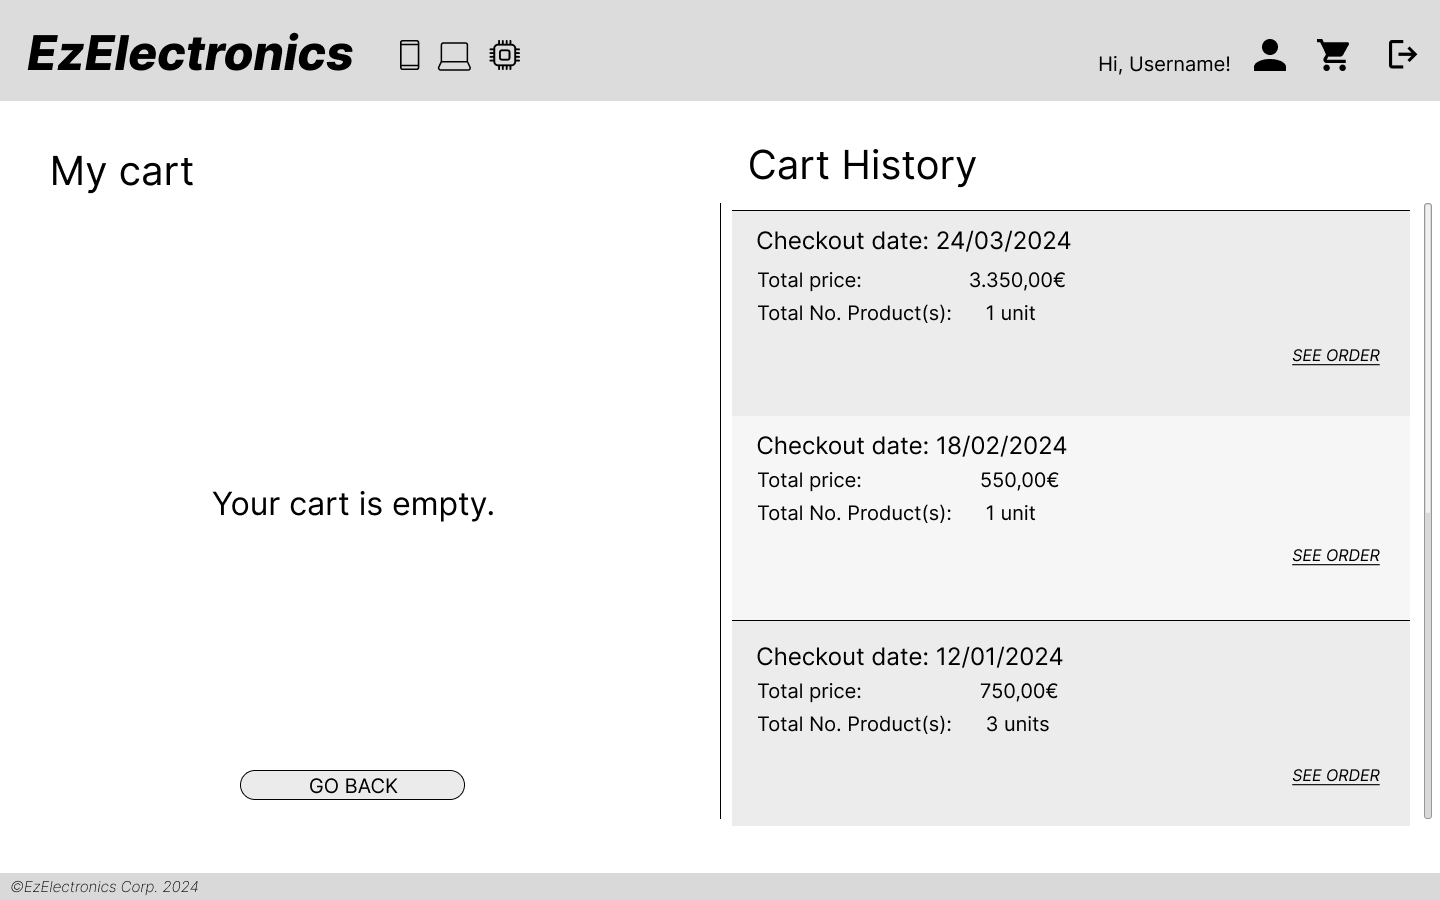 EzElectronics
Hi, Username!
My cart
Your cart is empty.
GO BACK
Cart History
Checkout date: 24/03/2024
Total price: 3.350,00€
Total No. Product(s): 1 unit
SEE ORDER
Checkout date: 18/02/2024
Total price: 550,00€
Total No. Product(s): 1 unit
SEE ORDER
Checkout date: 12/01/2024
Total price: 750,00€
Total No. Product(s): 3 units
SEE ORDER
©EzElectronics Corp. 2024